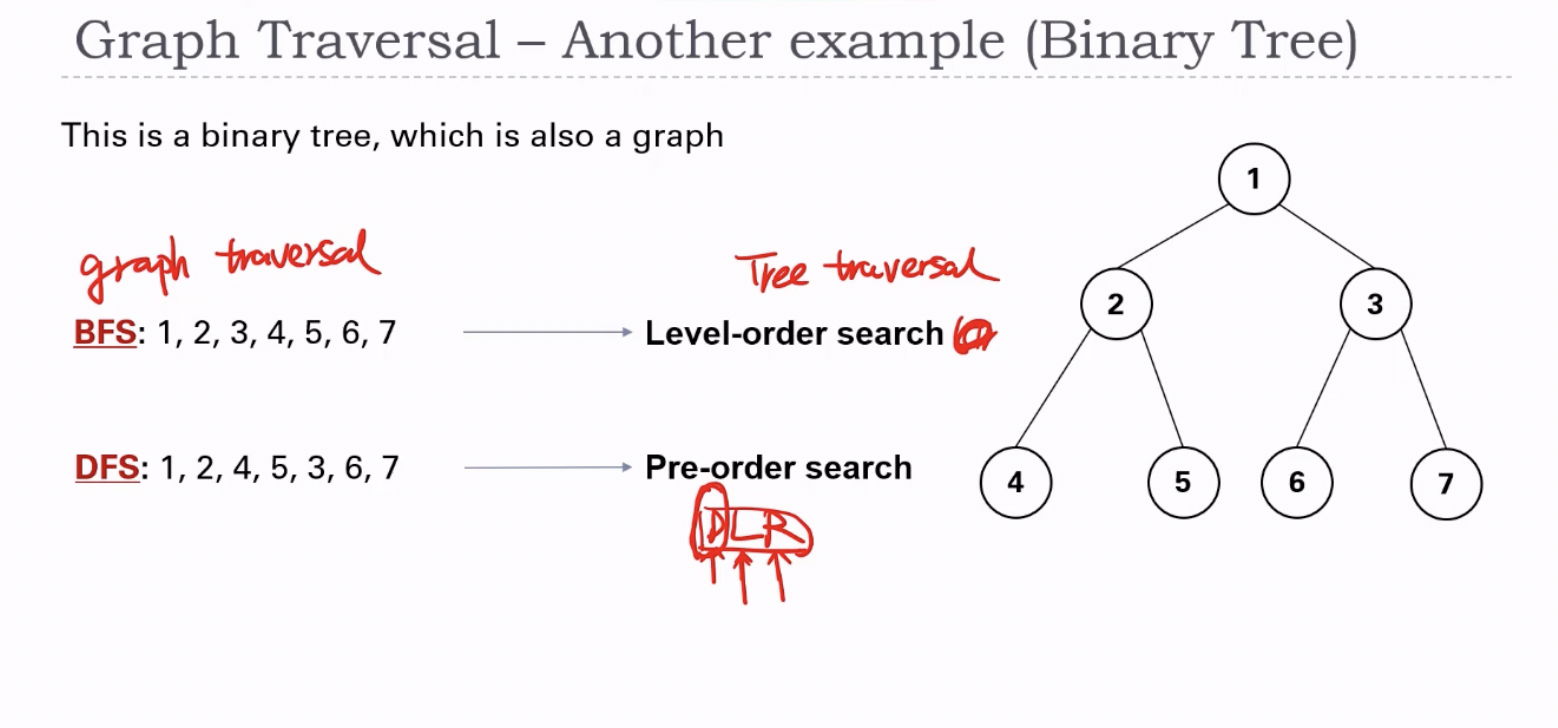 Graph Traversal – Another example (Binary Tree)
This is a binary tree, which is also a graph
graph traversal
Tree traversal
BFS: 1, 2, 3, 4, 5, 6, 7
Level-order search
DFS: 1, 2, 4, 5, 3, 6, 7
Pre-order search
DLR
1
2
3
4
5
6
7